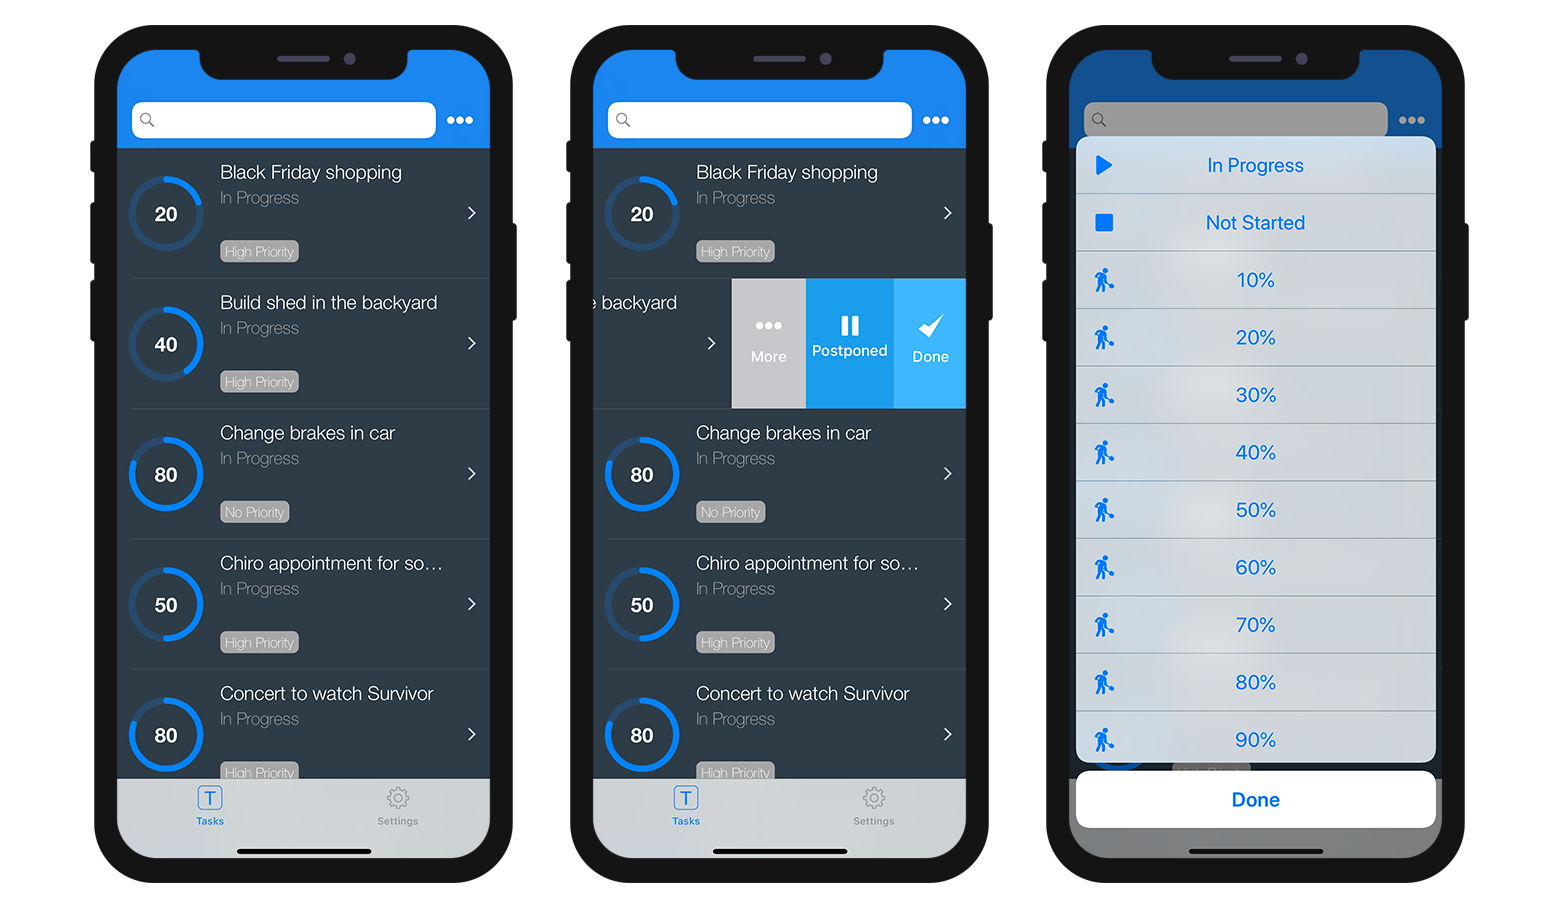 Black Friday shopping
In Progress
20
High Priority
Build shed in the backyard
In Progress
40
High Priority
Change brakes in car
In Progress
80
No Priority
Chiro appointment for so...
In Progress
50
High Priority
Concert to watch Survivor
In Progress
80
High Priority
T
Tasks
Settings
Black Friday shopping
In Progress
20
High Priority
e backyard
More
Postponed
Done
Change brakes in car
In Progress
80
No Priority
Chiro appointment for so...
In Progress
50
High Priority
Concert to watch Survivor
In Progress
80
High Priority
T
Tasks
Settings
In Progress
Not Started
10%
20%
30%
40%
50%
60%
70%
80%
90%
High Priority
Done